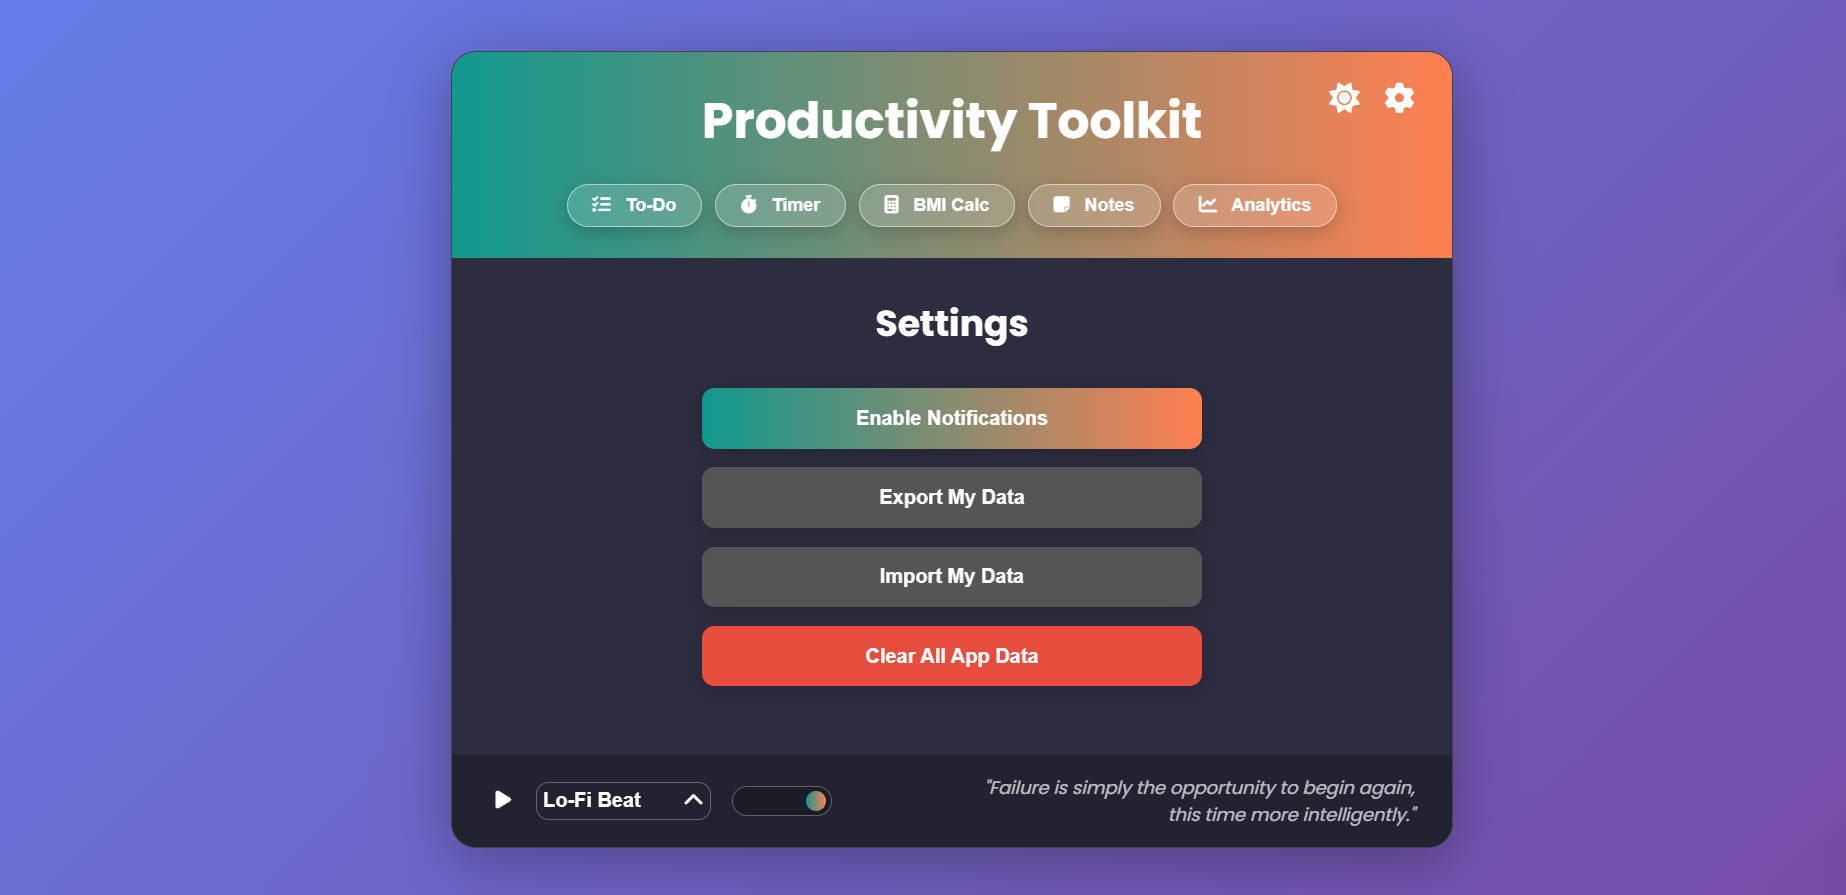 Productivity Toolkit
To-Do Timer BMI Calc Notes Analytics
Settings
Enable Notifications
Export My Data
Import My Data
Clear All App Data
Lo-Fi Beat
"Failure is simply the opportunity to begin again,
this time more intelligently."